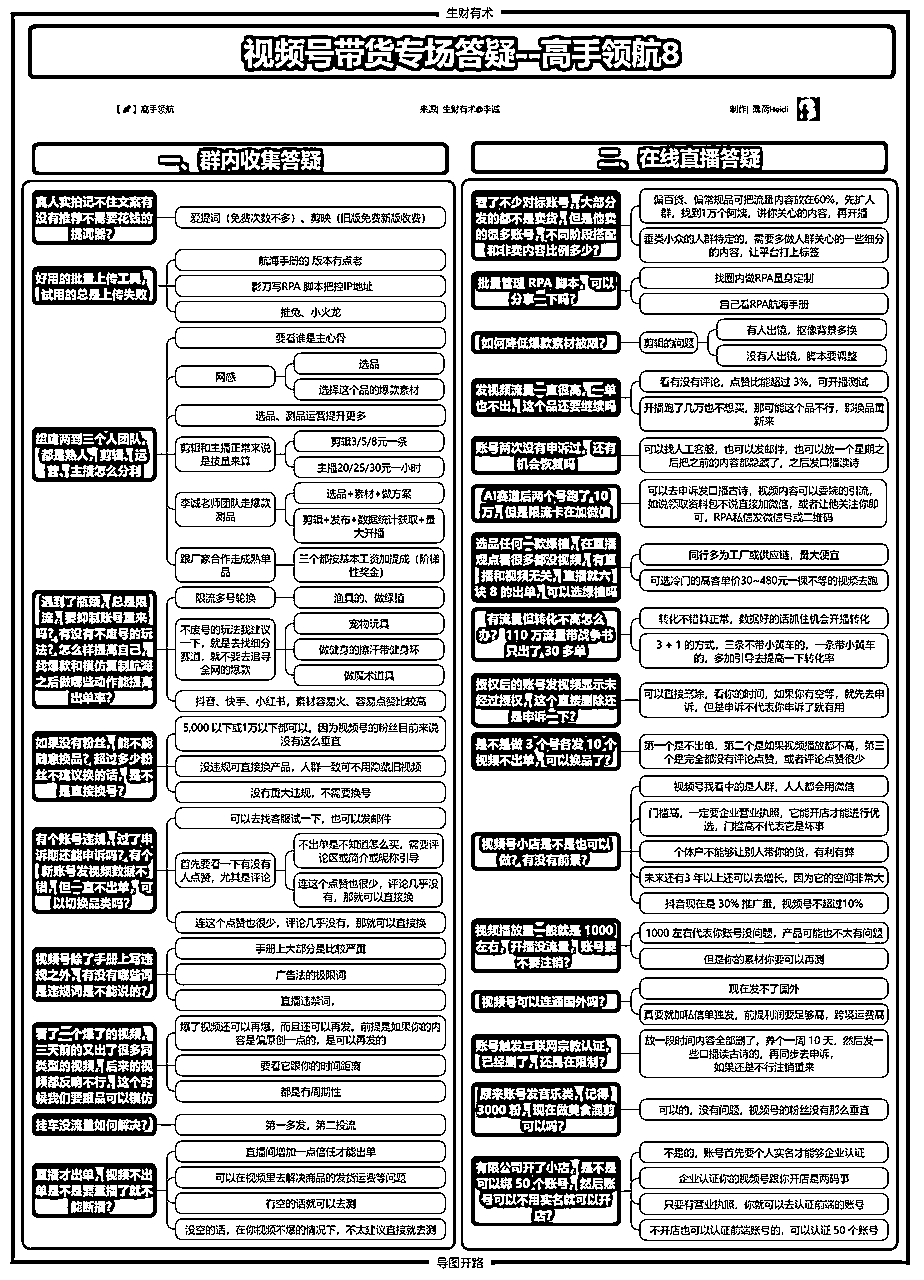 生财有术
视频号带货专场答疑--高手领航8
【🚀】高手领航
来源| 生财有术@李诚
制作| 薄荷Heidi
一、群内收集答疑
真人实拍记不住文案有
没有推荐不需要花钱的
提词器？
爱提词（免费次数不多）、剪映（旧版免费新版收费）
好用的批量上传工具，
试用的总是上传失败
航海手册的 版本有点老
影刀写RPA 脚本把控IP地址
推兔、小火龙
组建两到三个人团队，
都是熟人，剪辑、运
营、主播怎么分利
要看谁是主心骨
网感
选品
选择这个品的爆款素材
选品、测品运营提升更多
剪辑和主播正常来说
是按量来算
剪辑3/5/8元一条
主播20/25/30元一小时
李诚老师团队走爆款
测品
选品+素材+做方案
剪辑+发布+数据统计获取+量
大开播
跟厂家合作走成熟单
品
三个都按基本工资加提成（阶梯
性奖金）
遇到了瓶颈，总是限
流，要抑制账号重来
吗？有没有不废号的玩
法？怎么样提高自己，
找爆款和模仿复制航海
之后做哪些动作能提高
出单率？
限流多号轮换
渔具的、做绿植
不废号的玩法我建议
一下，就是去找细分
赛道，就不要去追寻
全网的爆款
宠物玩具
做健身的擦汗带健身环
做魔术道具
抖音、快手、小红书，素材容易火、容易点赞比较高
如果没有粉丝，能不能
随意换品？超过多少粉
丝不建议换的话，是不
是直接换号？
5,000 以下或1万以下都可以，因为视频号的粉丝目前来说
没有这么垂直
没违规可直接换产品，人群一致可不用隐藏旧视频
没有重大违规，不需要换号
有个账号违规，过了申
诉期还能申诉吗？有个
新账号发视频数据不
错，但一直不出单，可
以切换品类吗？
可以去找客服试一下，也可以发邮件
首先要看一下有没有
人点赞，尤其是评论
不出单是不知道怎么买，需要评
论区或简介或昵称引导
连这个点赞也很少，评论几乎没
有，那就可以直接换
连这个点赞也很少，评论几乎没有，那就可以直接换
视频号除了手册上写违
规之外，有没有哪些词
是违规词是不能说的？
手册上大部分是比较严重
广告法的极限词
直播违禁词，
看了一个爆了的视频，
三天前的又出了很多同
类型的视频，后来的视
频都反响不行，这个时
候我们要跟品可以模仿
爆了视频还可以再爆，而且还可以再发，前提是如果你的内
容是偏原创一点的，是可以再发的
要看它跟你的时间距离
都是有周期性
挂车没流量如何解决？
第一多发，第二投流
直播才出单，视频不出
单是不是要重播了就不
能断播？
直播间增加一点信任才能出单
可以在视频里去解决商品的发货运费等问题
有空的话就可以去测
没空的话，在你视频不爆的情况下，不太建议直接就去测
二、在线直播答疑
看了不少对标账号，大部分
发的都不是卖货，但是他卖
的很多账号，不同阶段搭配
和非卖内容比例多少？
偏百货、偏常规品可把流量内容放在60%，先扩人
群，找到1万个阿姨，讲你关心的内容，再开播
垂类小众的人群特定的，需要多做人群关心的一些细分
的内容，让平台打上标签
批量管理 RPA 脚本，可以
分享一下吗？
找圈内做RPA量身定制
自己看RPA航海手册
如何降低爆款素材被限？
剪辑的问题
有人出镜，抠像背景多换
没有人出镜，脚本要调整
发视频流量一直很高，一单
也不出，这个品还要继续吗
看有没有评论，点赞比能超过 3%，可开播测试
开播跑了几万也不想买，那可能这个品不行，那换品重
新来
账号首次没有申诉过，还有
机会恢复吗
可以找人工客服，也可以发邮件，也可以放一个星期之
后把之前的内容都隐藏了，之后发口播读诗
AI赛道后两个号跑了 10
万，但是限流卡在加微信
可以去申诉发口播古诗，视频内容可以委婉的引流，
如说领取资料包不说直接加微信，或者让他关注你即
可，RPA私信发微信号或二维码
选品任何一款爆植，在直播
观点看很多都没视频，有直
播和视频无关，直播就六
块 8 的出单，可以选绿植吗
同行多为工厂或供应链，量大便宜
可选冷门的高客单价30~480元一棵不等的视频去跑
有流量但转化不高怎么
办？110 万流量带战争书
只出了 30 多单
转化不错算正常，数据好的话抓住机会开播转化
3 + 1 的方式，三条不带小黄车的，一条带小黄车
的，多加引导去提高一下转化率
授权后的账号发视频显示未
经过授权，这个直接删除还
是申诉一下？
可以直接删除，看你的时间，如果你有空等，就先去申
诉，但是申诉不代表你申诉了就有用
是不是做 3 个号各发 10 个
视频不出单，可以换品了？
第一个是不出单，第二个是如果视频播放都不高，第三
个是完全都没有评论点赞，或者评论点赞很少
视频号小店是不是也可以
做？有没有前景？
视频号我看中的是人群，人人都会用微信
门槛高，一定要企业营业执照，它能开店才能进行优
选，门槛高不代表它是坏事
个体户不能够让别人带你的货，有利有弊
未来还有3 年以上还可以去增长，因为它的空间非常大
抖音现在是 30% 推广量，视频号不超过10%
视频播放量一般就是 1000
左右，开播没流量，账号要
不要注销？
1000 左右代表你账号没问题，产品可能也不太有问题
但是你的素材你要可以再测
视频号可以连通国外吗？
现在发不了国外
真要就加私信单独发，前提利润要足够高，跨境运费高
账号触发互联网宗教认证，
已经删了，还是在限制？
放一段时间内容全部删了，养个一周 10 天，然后发一
些口播读古诗的，再同步去申诉，
如果还是不行注销重来
原来账号发音乐类，记得
3000 粉，现在做美食混剪
可以吗？
可以的，没有问题，视频号的粉丝没有那么垂直
有限公司开了小店，是不是
可以绑 50 个账号，然后账
号可以不用实名就可以开
店？
不是的，账号首先要个人实名才能够企业认证
企业认证你的视频号跟你开店是两码事
只要有营业执照，你就可以去认证前端的账号
不开店也可以认证前端账号的，可以认证 50 个账号
导图开路